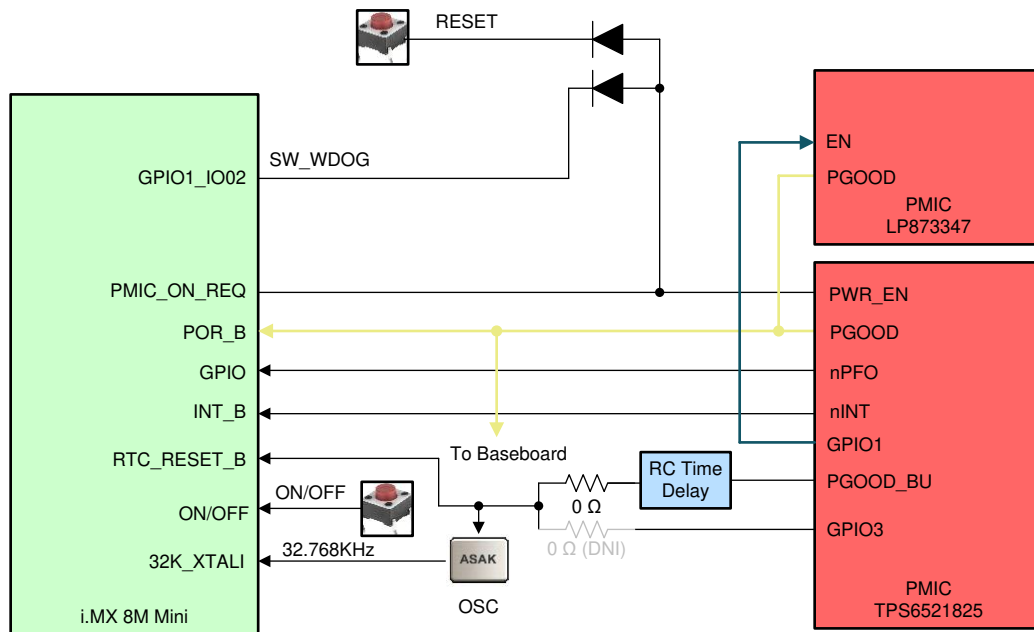 RESET
SW_WDOG
GPIO1_IO02
EN
PGOOD
PMIC
LP873347
PMIC_ON_REQ
PWR_EN
POR_B
PGOOD
GPIO
nPFO
INT_B
nINT
GPIO1
To Baseboard
RTC_RESET_B
RC Time
Delay
PGOOD_BU
ON/OFF
ON/OFF
0 Ω
GPIO3
0 Ω (DNI)
32K_XTALI
32.768KHz
ASAK
OSC
i.MX 8M Mini
PMIC
TPS6521825